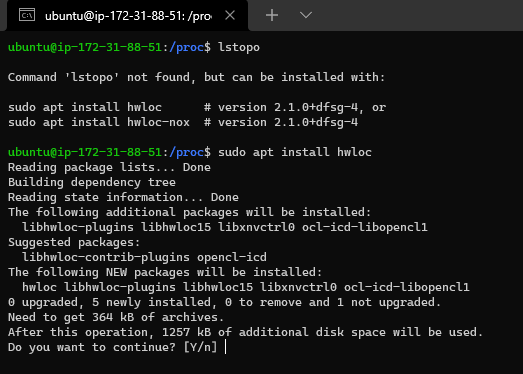 ubuntu@ip-172-31-88-51: /proc
ubuntu@ip-172-31-88-51:/proc$ lstopo
Command 'lstopo' not found, but can be installed with:
sudo apt install hwloc      # version 2.1.0+dfsg-4, or
sudo apt install hwloc-nox  # version 2.1.0+dfsg-4
ubuntu@ip-172-31-88-51:/proc$ sudo apt install hwloc
Reading package lists... Done
Building dependency tree
Reading state information... Done
The following additional packages will be installed:
  libhwloc-plugins libhwloc15 libxnvctrl0 ocl-icd-libopencl1
Suggested packages:
  libhwloc-contrib-plugins opencl-icd
The following NEW packages will be installed:
  hwloc libhwloc-plugins libhwloc15 libxnvctrl0 ocl-icd-libopencl1
0 upgraded, 5 newly installed, 0 to remove and 1 not upgraded.
Need to get 364 kB of archives.
After this operation, 1257 kB of additional disk space will be used.
Do you want to continue? [Y/n]